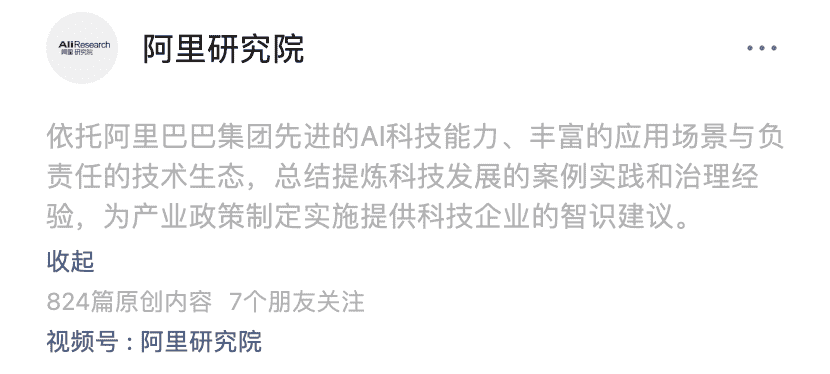 AliResearch
阿里研究院
阿里研究院
依托阿里巴巴集团先进的AI科技能力、丰富的应用场景与负
责任的技术生态，总结提炼科技发展的案例实践和治理经
验，为产业政策制定实施提供科技企业的智识建议。
收起
824篇原创内容 7个朋友关注
视频号：阿里研究院